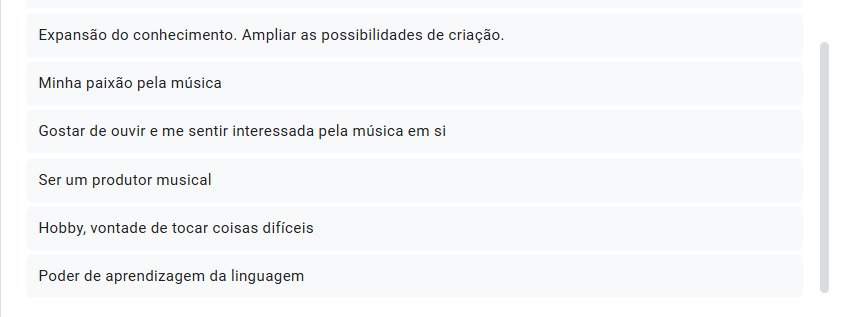 Expansão do conhecimento. Ampliar as possibilidades de criação.
Minha paixão pela música
Gostar de ouvir e me sentir interessada pela música em si
Ser um produtor musical
Hobby, vontade de tocar coisas difíceis
Poder de aprendizagem da linguagem